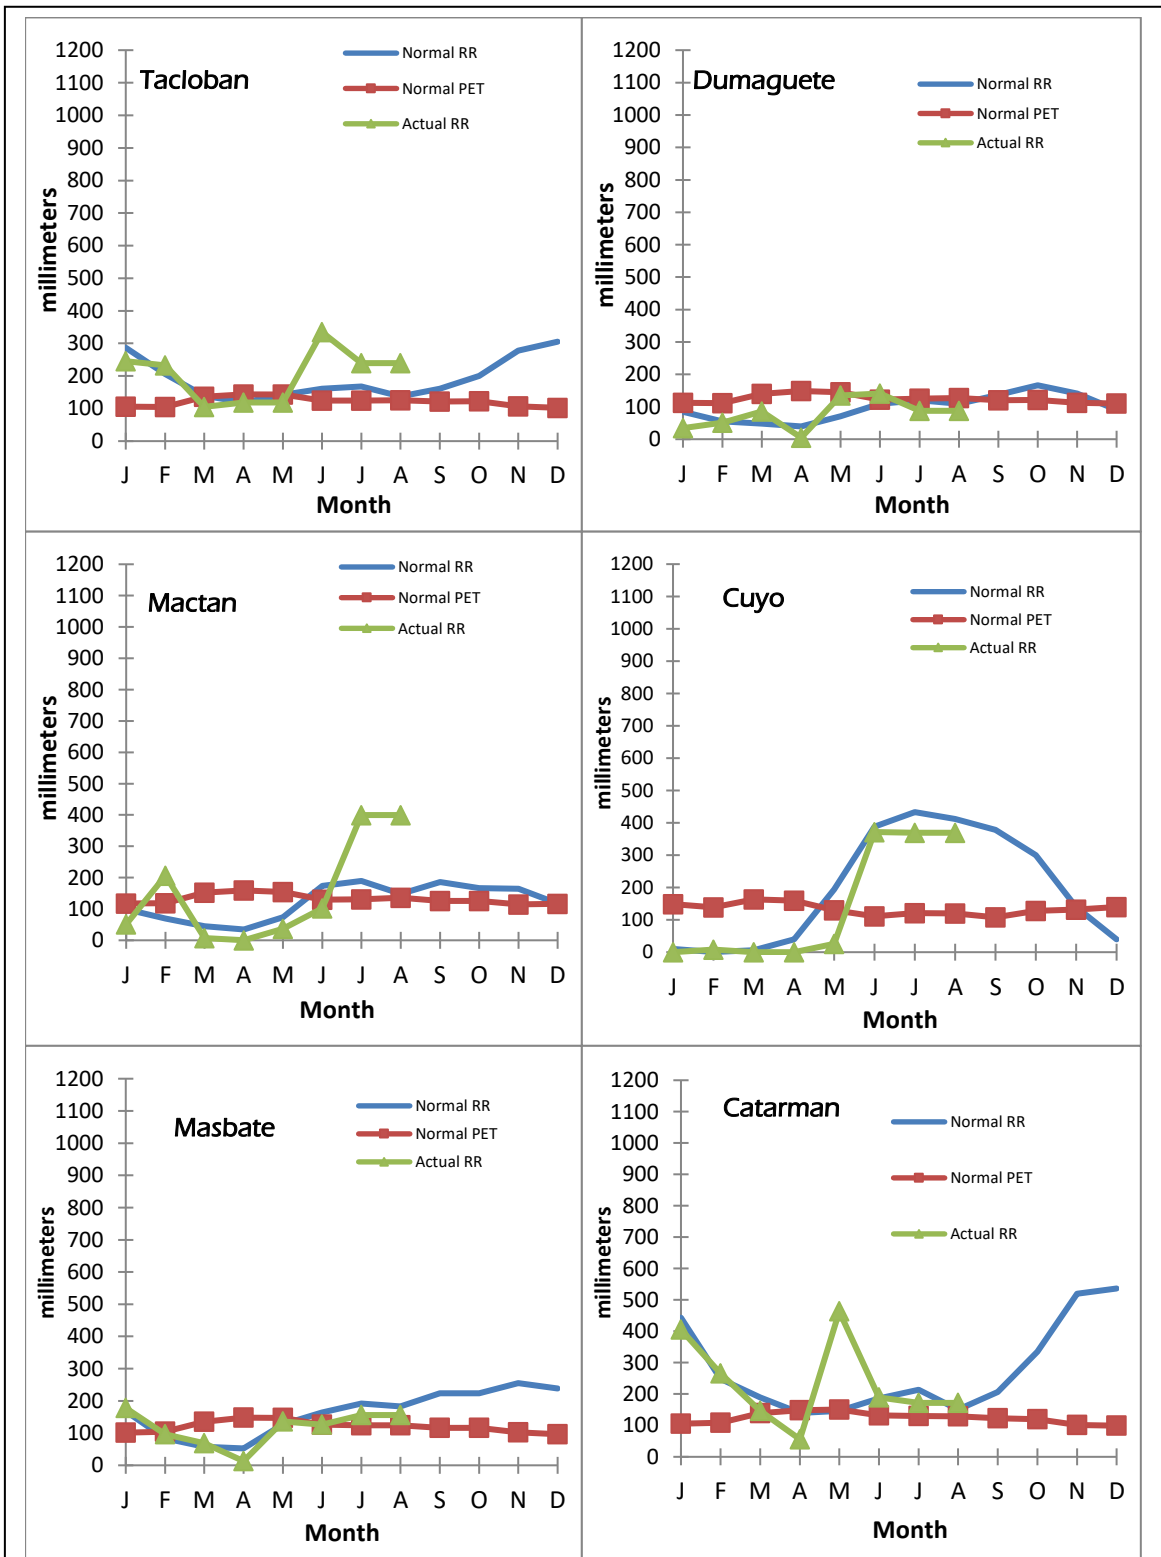 Tacloban
Normal RR
Normal PET
Actual RR
millimeters
1200
1100
1000
900
800
700
600
500
400
300
200
100
0
J F M A M J J A S O N D
Month
Dumaguete
Normal RR
Normal PET
Actual RR
millimeters
1200
1100
1000
900
800
700
600
500
400
300
200
100
0
J F M A M J J A S O N D
Month
Mactan
Normal RR
Normal PET
Actual RR
millimeters
1200
1100
1000
900
800
700
600
500
400
300
200
100
0
J F M A M J J A S O N D
Month
Cuyo
Normal RR
Normal PET
Actual RR
millimeters
1200
1100
1000
900
800
700
600
500
400
300
200
100
0
J F M A M J J A S O N D
Month
Masbate
Normal RR
Normal PET
Actual RR
millimeters
1200
1100
1000
900
800
700
600
500
400
300
200
100
0
J F M A M J J A S O N D
Month
Catarman
Normal RR
Normal PET
Actual RR
millimeters
1200
1100
1000
900
800
700
600
500
400
300
200
100
0
J F M A M J J A S O N D
Month